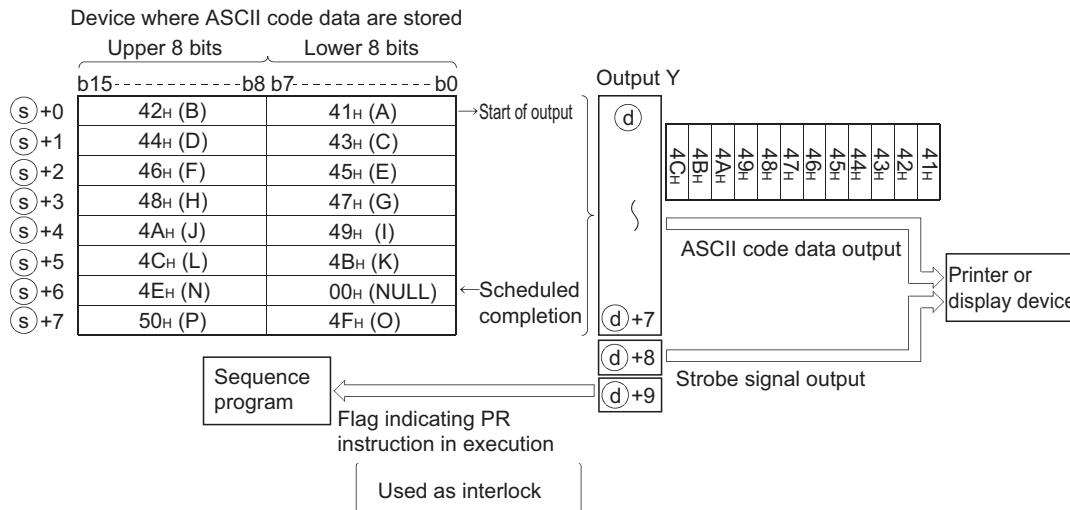 Device where ASCII code data are stored
Upper 8 bits Lower 8 bits
b15 b8 b7 b0
s +0 42H (B) 41H (A) → Start of output
s +1 44H (D) 43H (C)
s +2 46H (F) 45H (E)
s +3 48H (H) 47H (G)
s +4 4AH (J) 49H (I)
s +5 4CH (L) 4BH (K)
s +6 4EH (N) 00H (NULL) ← Scheduled
completion
s +7 50H (P) 4FH (O)
Output Y
d
d +7
d +8
d +9
4CH 4BH 4AH 49H 48H 47H 46H 45H 44H 43H 42H 41H
ASCII code data output
Strobe signal output
Printer or
display device
Sequence
program
Flag indicating PR
instruction in execution
Used as interlock